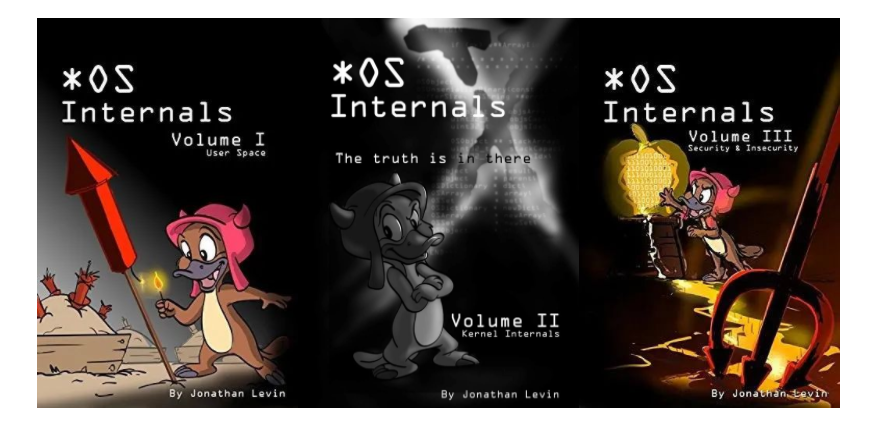 *OS
Internals
Volume I
User Space
By Jonathan Levin
*OS
Internals
The truth is in there
Volume II
Kernel Internals
By Jonathan Levin
*OS
Internals
Volume III
Security & Insecurity
By Jonathan Levin